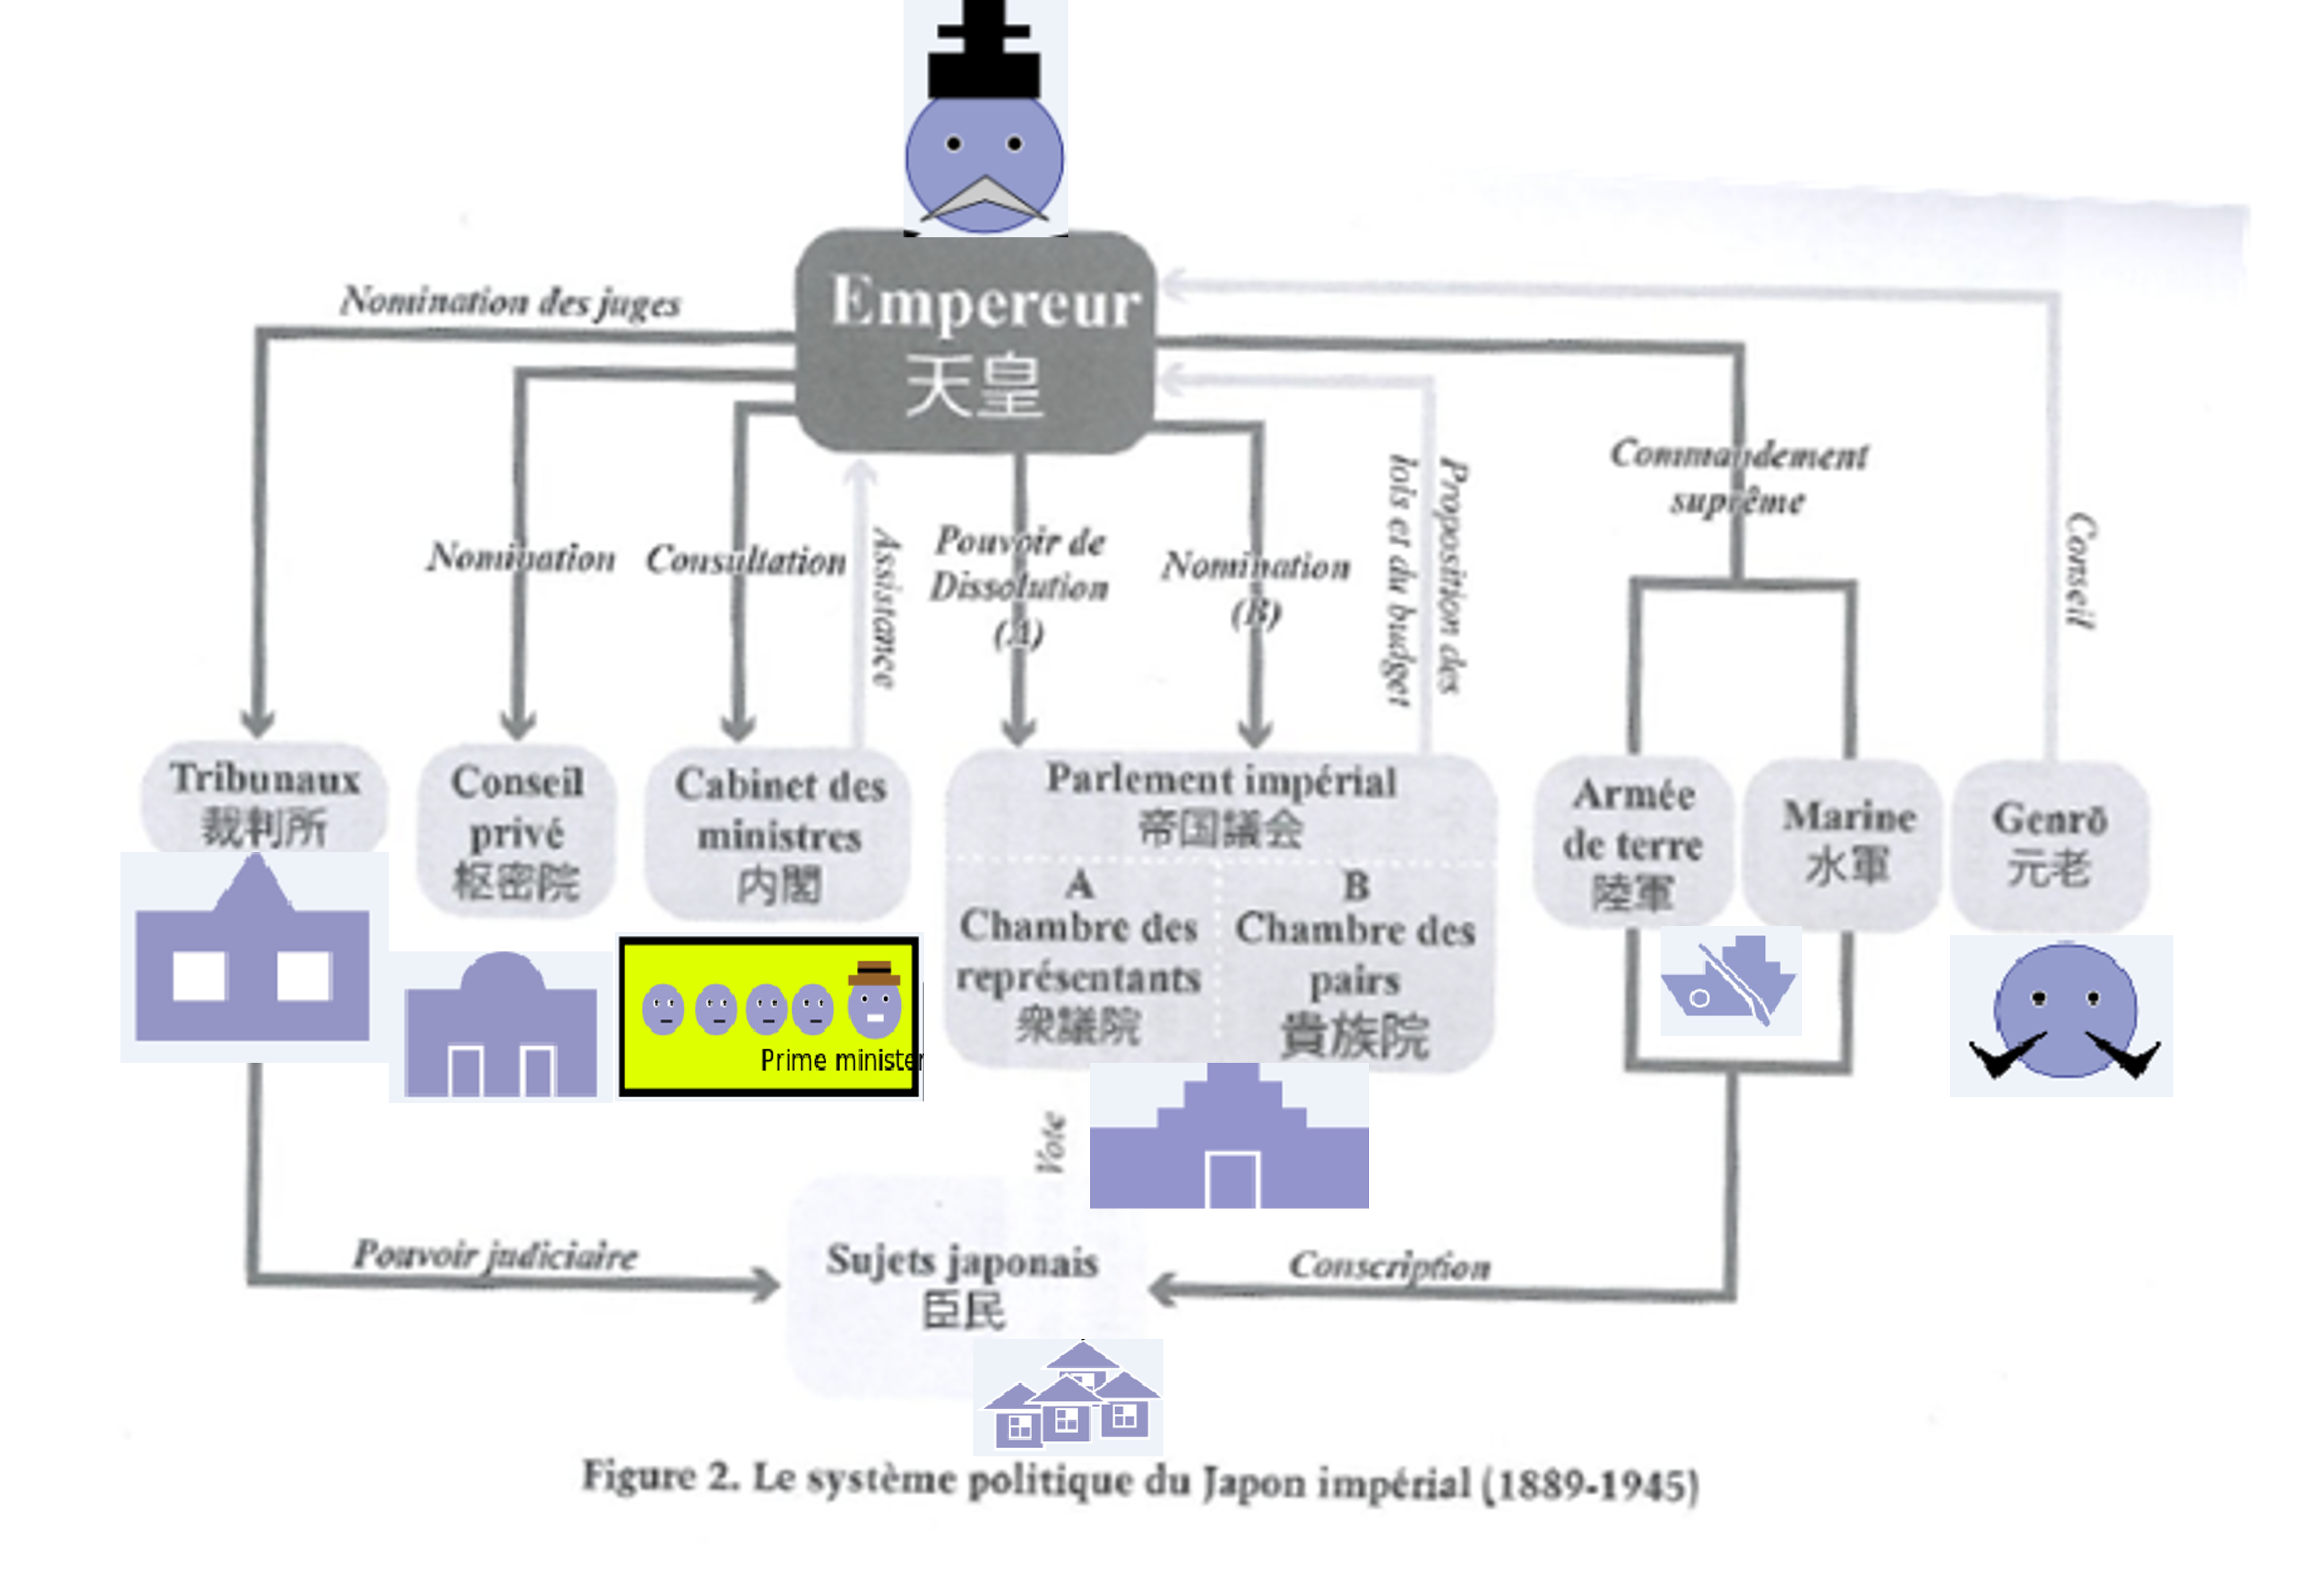 Empereur
天皇
Nomination des juges
Nomination
Consultation
Assistance
Pouvoir de
Dissolution
(A)
Nomination
(B)
Proposition des
lois et du budget
Commandement
suprême
Conseil
Tribunaux
裁判所
Conseil
privé
枢密院
Cabinet des
ministres
内閣
Prime minister
Parlement impérial
帝国議会
A
Chambre des
représentants
衆議院
B
Chambre des
pairs
貴族院
Armée
de terre
陸軍
Marine
水軍
Genrō
元老
Vote
Pouvoir judiciaire
Sujets japonais
臣民
Conscription
Figure 2. Le système politique du Japon impérial (1889-1945)